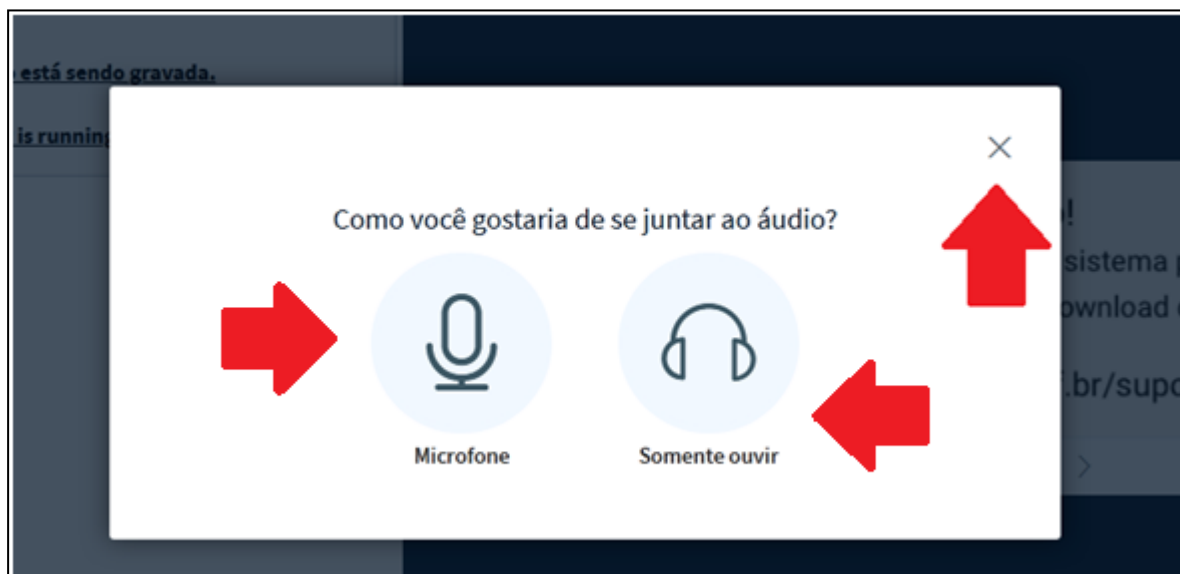 está sendo gravada.
is running
Como você gostaria de se juntar ao áudio?
Microfone
Somente ouvir
sistema
ownload
.br/supo